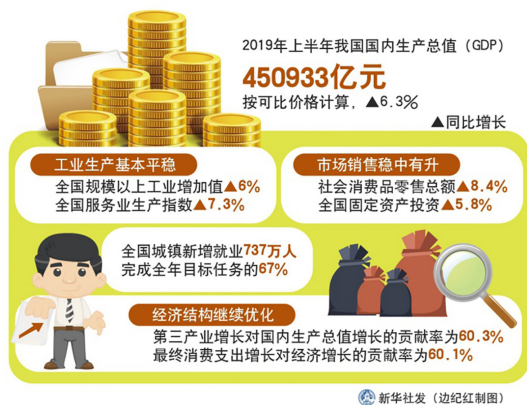 2019年上半年我国国内生产总值（GDP）
450933亿元
按可比价格计算，▲6.3%
▲同比增长
工业生产基本平稳
全国规模以上工业增加值▲6%
全国服务业生产指数▲7.3%
市场销售稳中有升
社会消费品零售总额▲8.4%
全国固定资产投资▲5.8%
全国城镇新增就业737万人
完成全年目标任务的67%
经济结构继续优化
第三产业增长对国内生产总值增长的贡献率为60.3%
最终消费支出增长对经济增长的贡献率为60.1%
新华社发（边纪红制图）